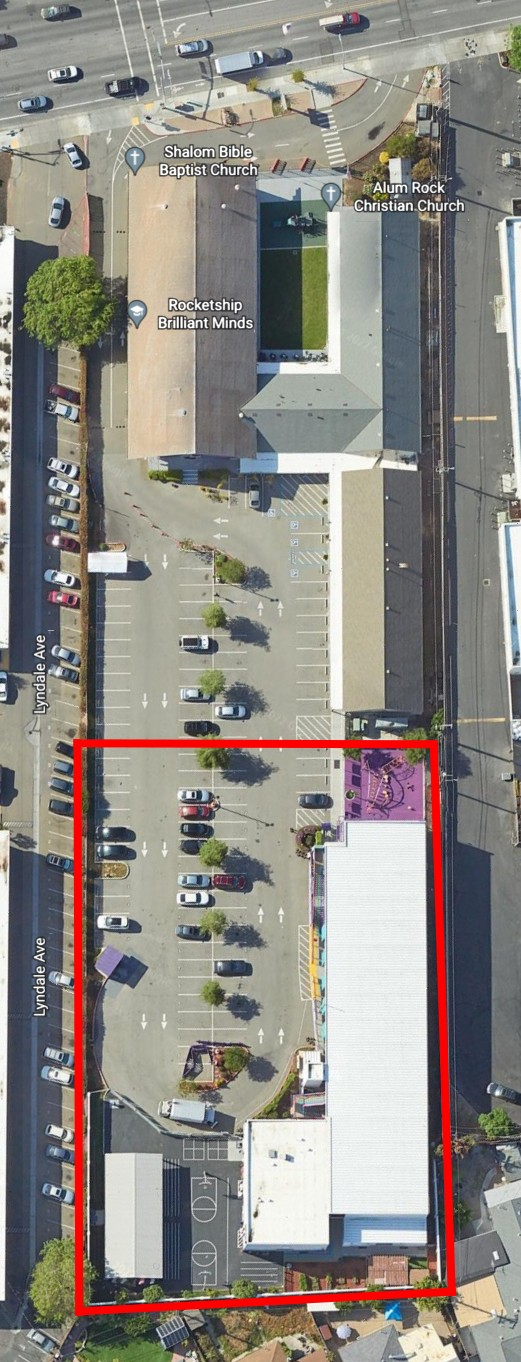 Shalom Bible
Baptist Church
Alum Rock
Christian Church
Rocketship
Brilliant Minds
Lyndale Ave
Lyndale Ave